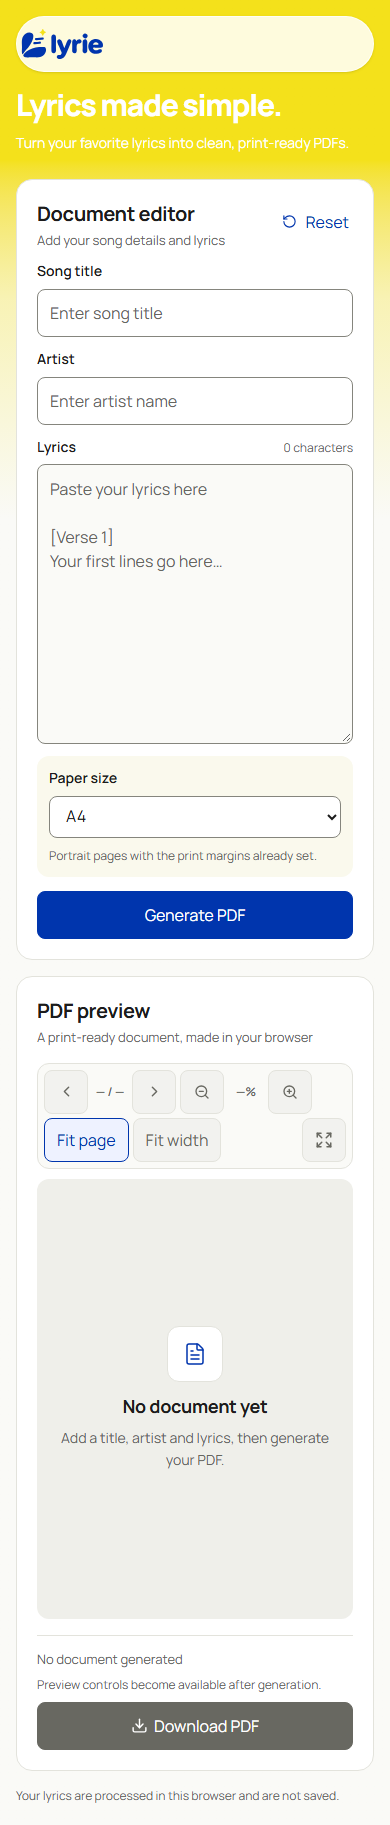 lyrie
Lyrics made simple.
Turn your favorite lyrics into clean, print-ready PDFs.
Document editor
Reset
Add your song details and lyrics
Song title
Enter song title
Artist
Enter artist name
Lyrics
0 characters
Paste your lyrics here
[Verse 1]
Your first lines go here...
Paper size
A4
Portrait pages with the print margins already set.
Generate PDF
PDF preview
A print-ready document, made in your browser
— / —
—%
Fit page
Fit width
No document yet
Add a title, artist and lyrics, then generate
your PDF.
No document generated
Preview controls become available after generation.
Download PDF
Your lyrics are processed in this browser and are not saved.